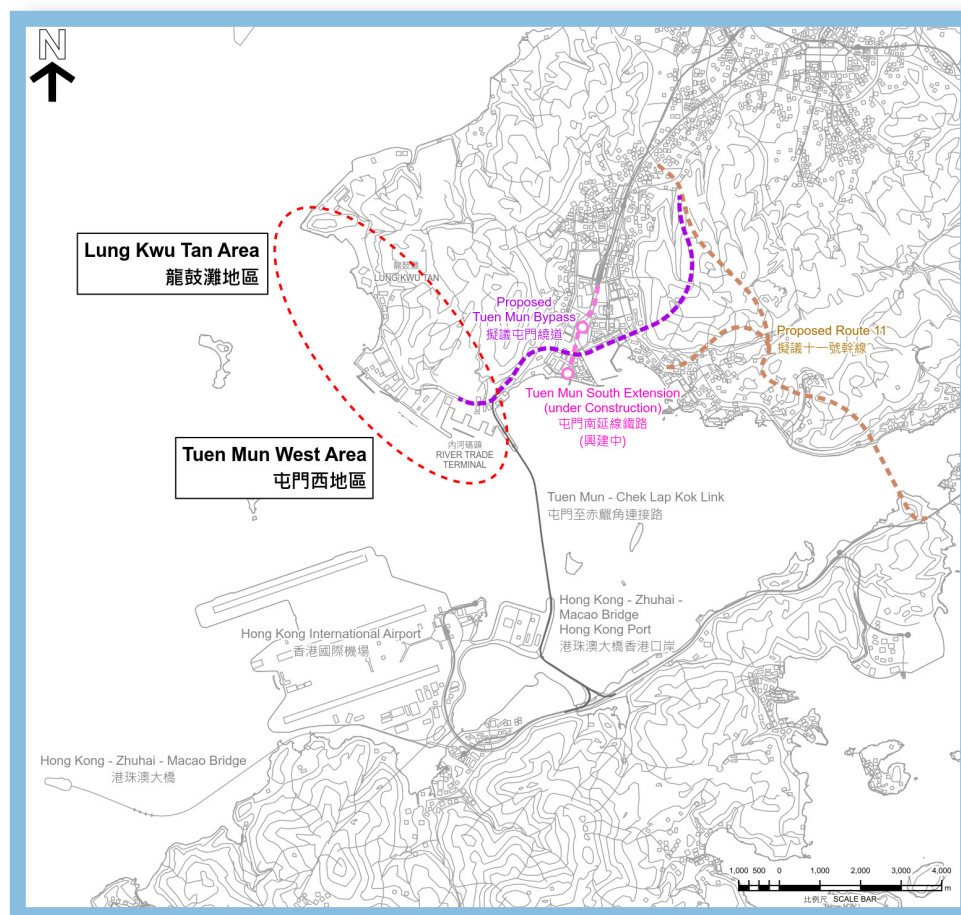 N
Lung Kwu Tan Area
龍鼓灘地區
龍鼓灘
LUNG KWU TAN
Proposed
Tuen Mun Bypass
擬議屯門繞道
Proposed Route 11
擬議十一號幹線
Tuen Mun South Extension
(under Construction)
屯門南延線鐵路
(興建中)
Tuen Mun West Area
屯門西地區
內河碼頭
RIVER TRADE
TERMINAL
Tuen Mun - Chek Lap Kok Link
屯門至赤鱲角連接路
Hong Kong - Zhuhai -
Macao Bridge
Hong Kong Port
港珠澳大橋香港口岸
Hong Kong International Airport
香港國際機場
Hong Kong - Zhuhai - Macao Bridge
港珠澳大橋
1,000 500 0 1,000 2,000 3,000 4,000
m
比例尺 SCALE BAR